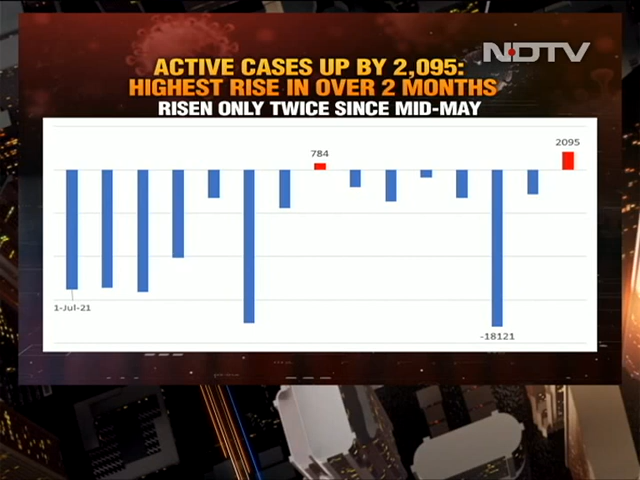 NDTV
ACTIVE CASES UP BY 2,095:
HIGHEST RISE IN OVER 2 MONTHS
RISEN ONLY TWICE SINCE MID-MAY
2095
784
1-Jul-21
-18121